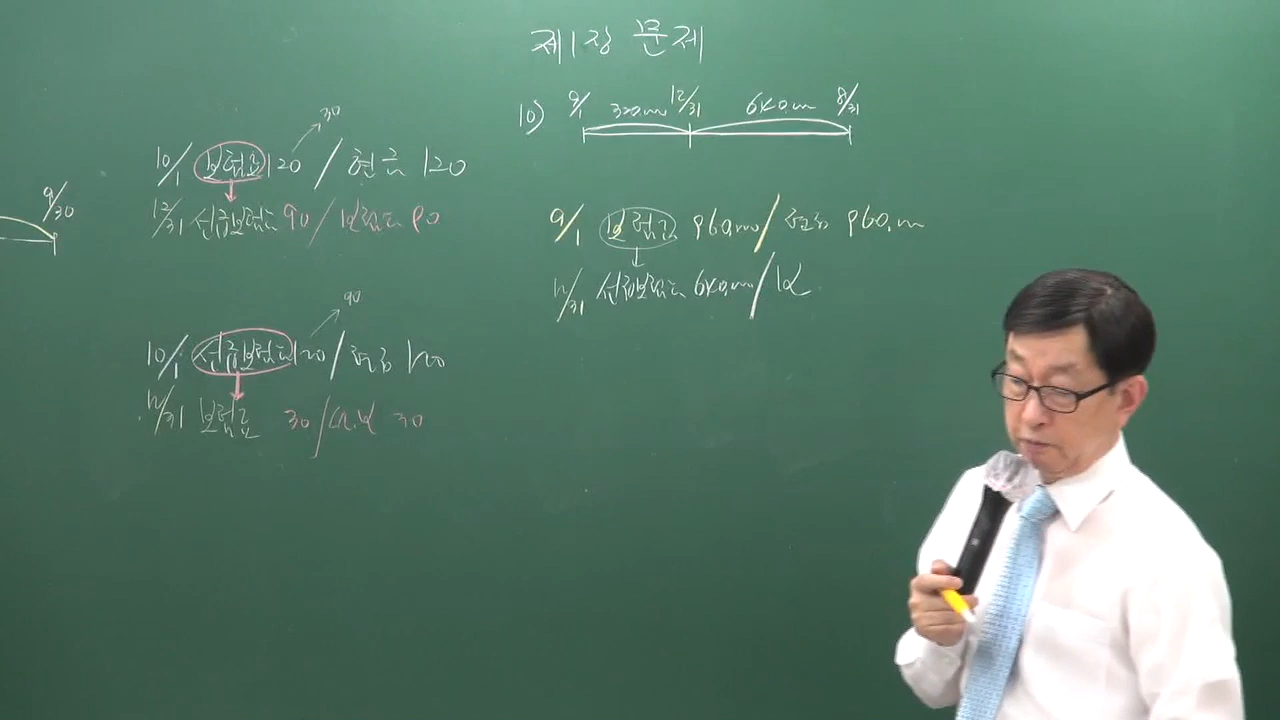 제1장 문제
10) 9/1 320,000 12/31 640,000 8/31
30
10/1 보험료 120 / 현금 120
12/31 선급보험료 90 / 보험료 90
9/30
9/1 보험료 960,000 / 현금 960,000
12/31 선급보험료 640,000 /
90
10/1 선급보험료 120 / 현금 120
12/31 보험료 30 / 선.보 30